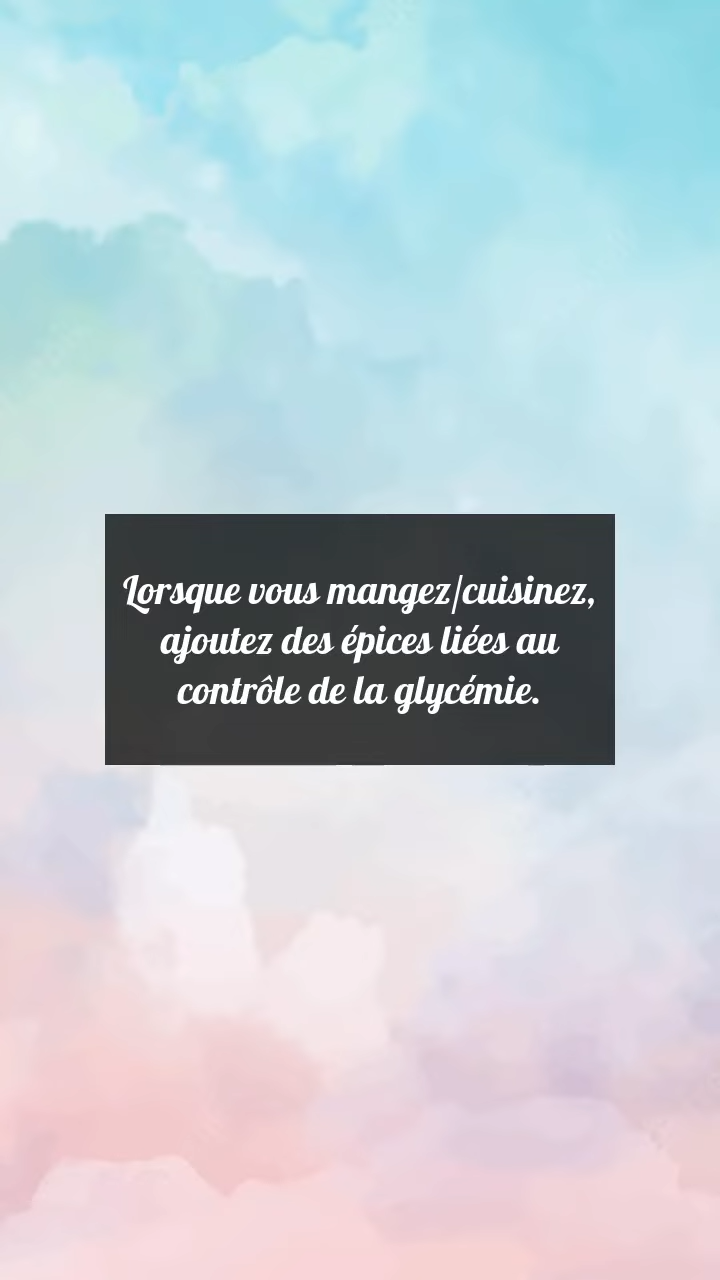 Lorsque vous mangez/cuisinez,
ajoutez des épices liées au
contrôle de la glycémie.